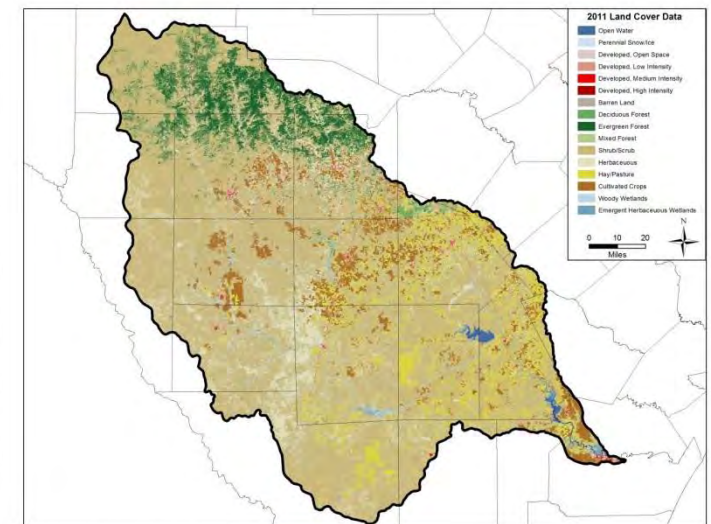 2011 Land Cover Data
Open Water
Perennial Snow/Ice
Developed, Open Space
Developed, Low Intensity
Developed, Medium Intensity
Developed, High Intensity
Barren Land
Deciduous Forest
Evergreen Forest
Mixed Forest
Shrub/Scrub
Herbaceous
Hay/Pasture
Cultivated Crops
Woody Wetlands
Emergent Herbaceous Wetlands
N
0 10 20
Miles